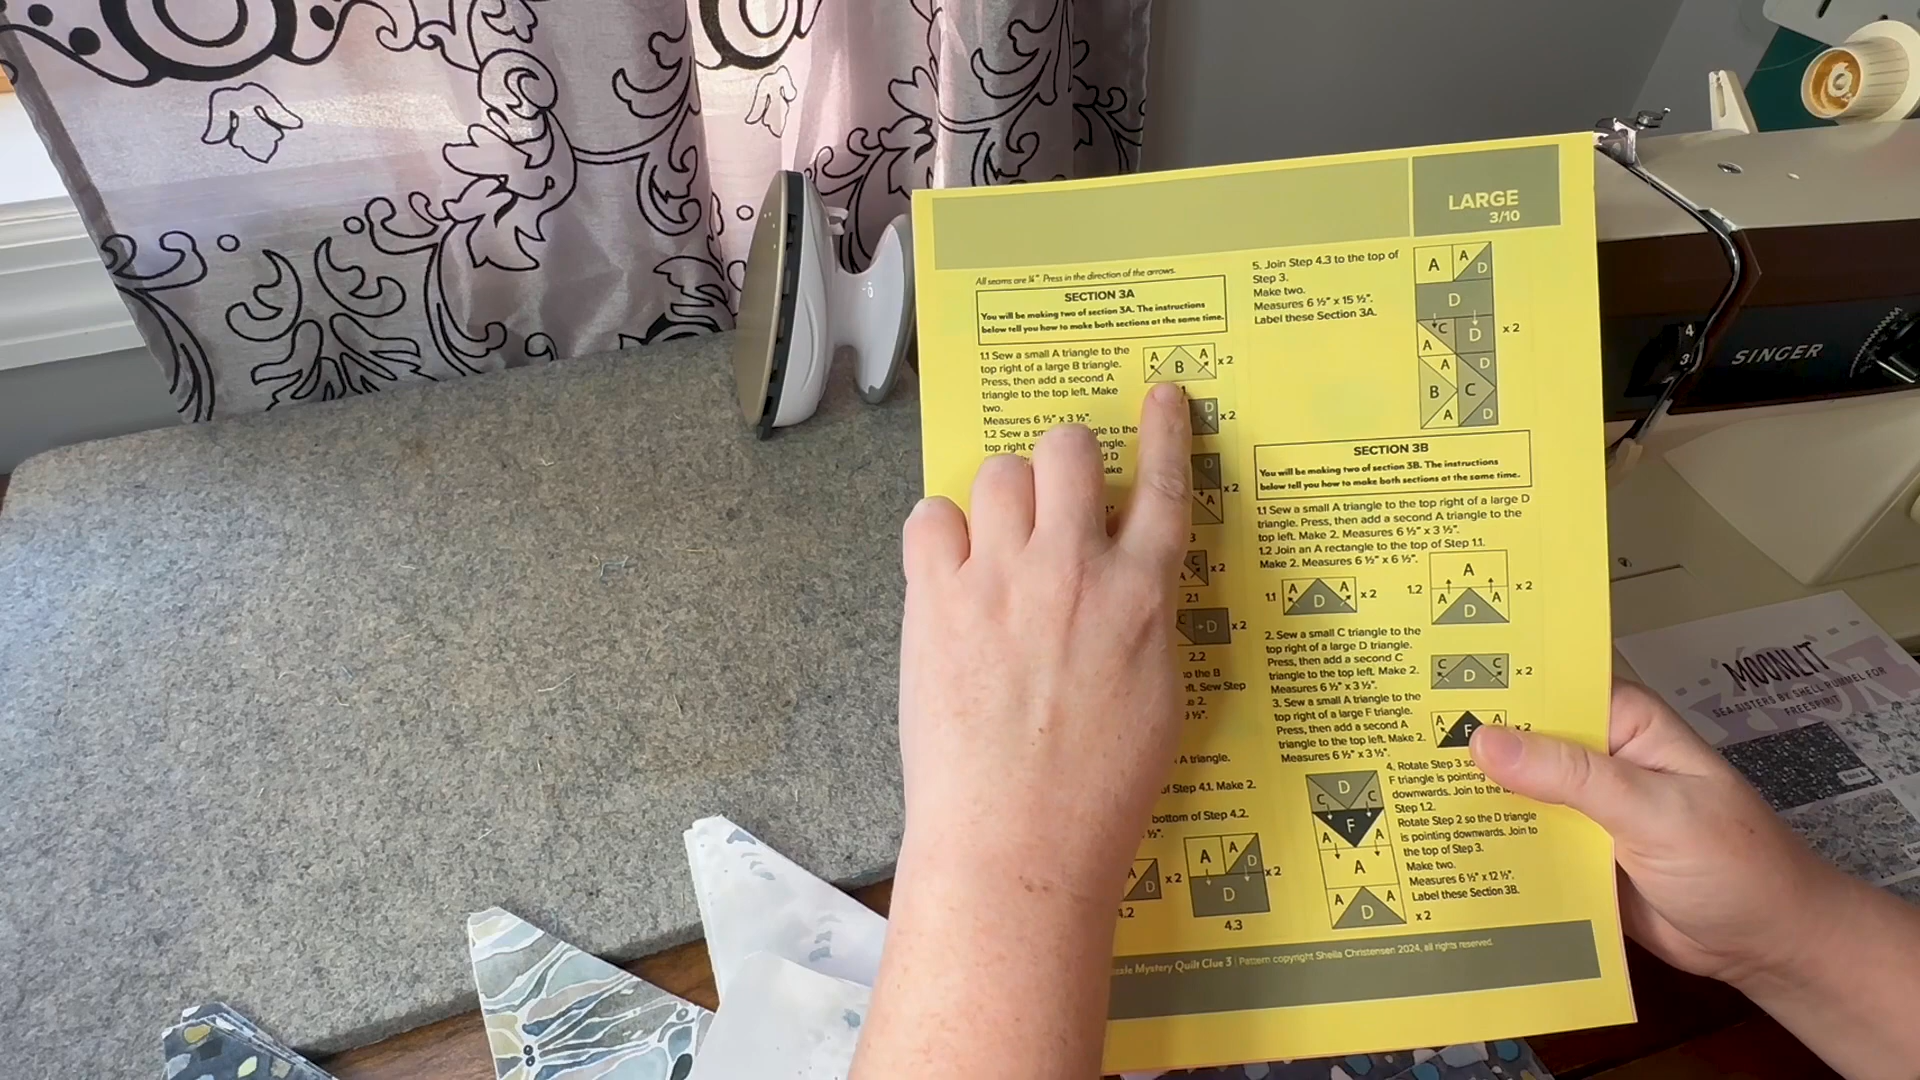 LARGE
3/10
All seams are ¼". Press in the direction of the arrows.
SECTION 3A
You will be making two of section 3A. The instructions
below tell you how to make both sections at the same time.
1.1 Sew a small A triangle to the
top right of a large B triangle.
Press, then add a second A
triangle to the top left. Make
two.
Measures 6 ½" x 3 ½".
A B A x 2
1.2 Sew a to the
top right
D
D x 2
D
A x 2
3
C
A x 2
2.1
C D x 2
2.2
to the B
Sew Step
2.
A triangle.
of Step 4.1. Make 2.
bottom of Step 4.2.
A D x 2
4.2
A A D
D x 2
4.3
5. Join Step 4.3 to the top of
Step 3.
Make two.
Measures 6 ½" x 15 ½".
Label these Section 3A.
A A D
D
C D
A
A D
B C
A D
x 2
SECTION 3B
You will be making two of section 3B. The instructions
below tell you how to make both sections at the same time.
1.1 Sew a small A triangle to the top right of a large D
triangle. Press, then add a second A triangle to the
top left. Make 2. Measures 6 ½" x 3 ½".
1.2 Join an A rectangle to the top of Step 1.1.
Make 2. Measures 6 ½" x 6 ½".
1.1 A D A x 2
1.2 A
A D A x 2
2. Sew a small C triangle to the
top right of a large D triangle.
Press, then add a second C
triangle to the top left. Make 2.
Measures 6 ½" x 3 ½".
C D C x 2
3. Sew a small A triangle to the
top right of a large F triangle.
Press, then add a second A
triangle to the top left. Make 2.
Measures 6 ½" x 3 ½".
A F A x 2
4. Rotate Step 3 so
F triangle is pointing
downwards. Join to the
Step 1.2.
Rotate Step 2 so the D triangle
is pointing downwards. Join to
the top of Step 3.
Make two.
Measures 6 ½" x 12 ½".
Label these Section 3B.
C D C
A F A
A
A D A
x 2
Mystery Quilt Clue 3 | Pattern copyright Sheila Christensen 2024, all rights reserved.
SINGER
4
3
MOONLIT
SEA SISTERS BY SHELL RUMMEL FOR
FREESPIRIT